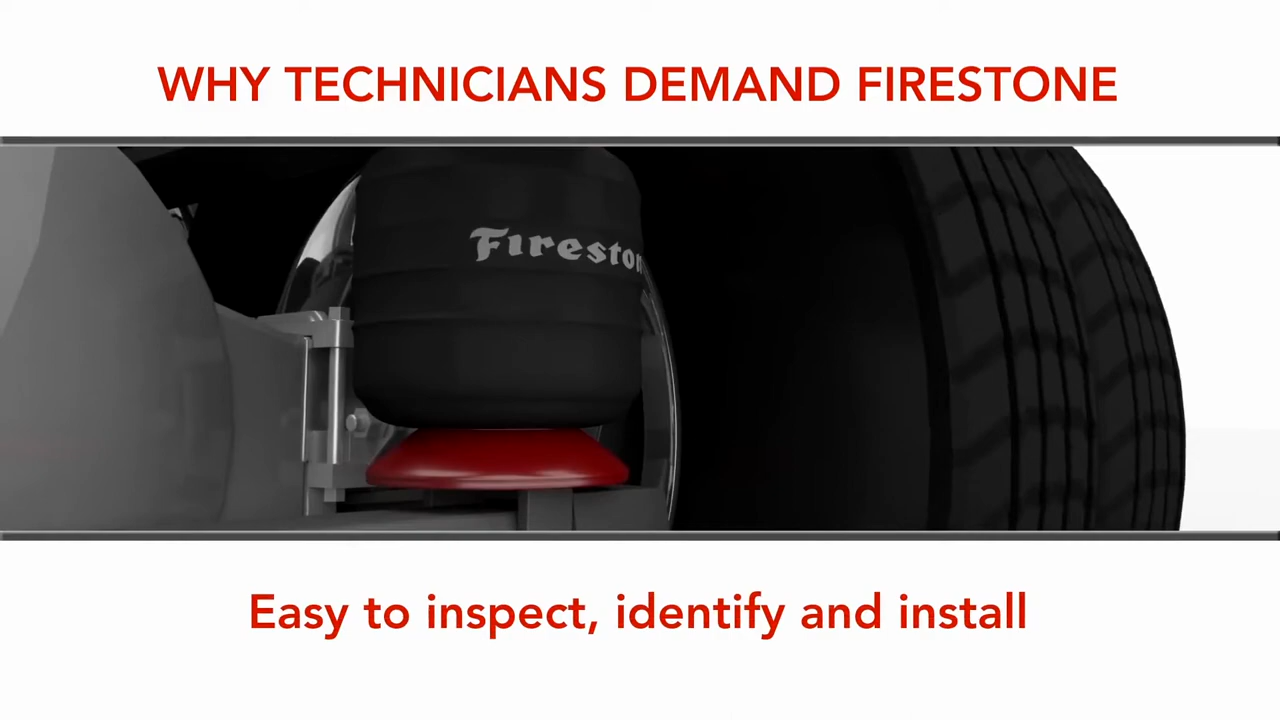 WHY TECHNICIANS DEMAND FIRESTONE
Fireston
Easy to inspect, identify and install